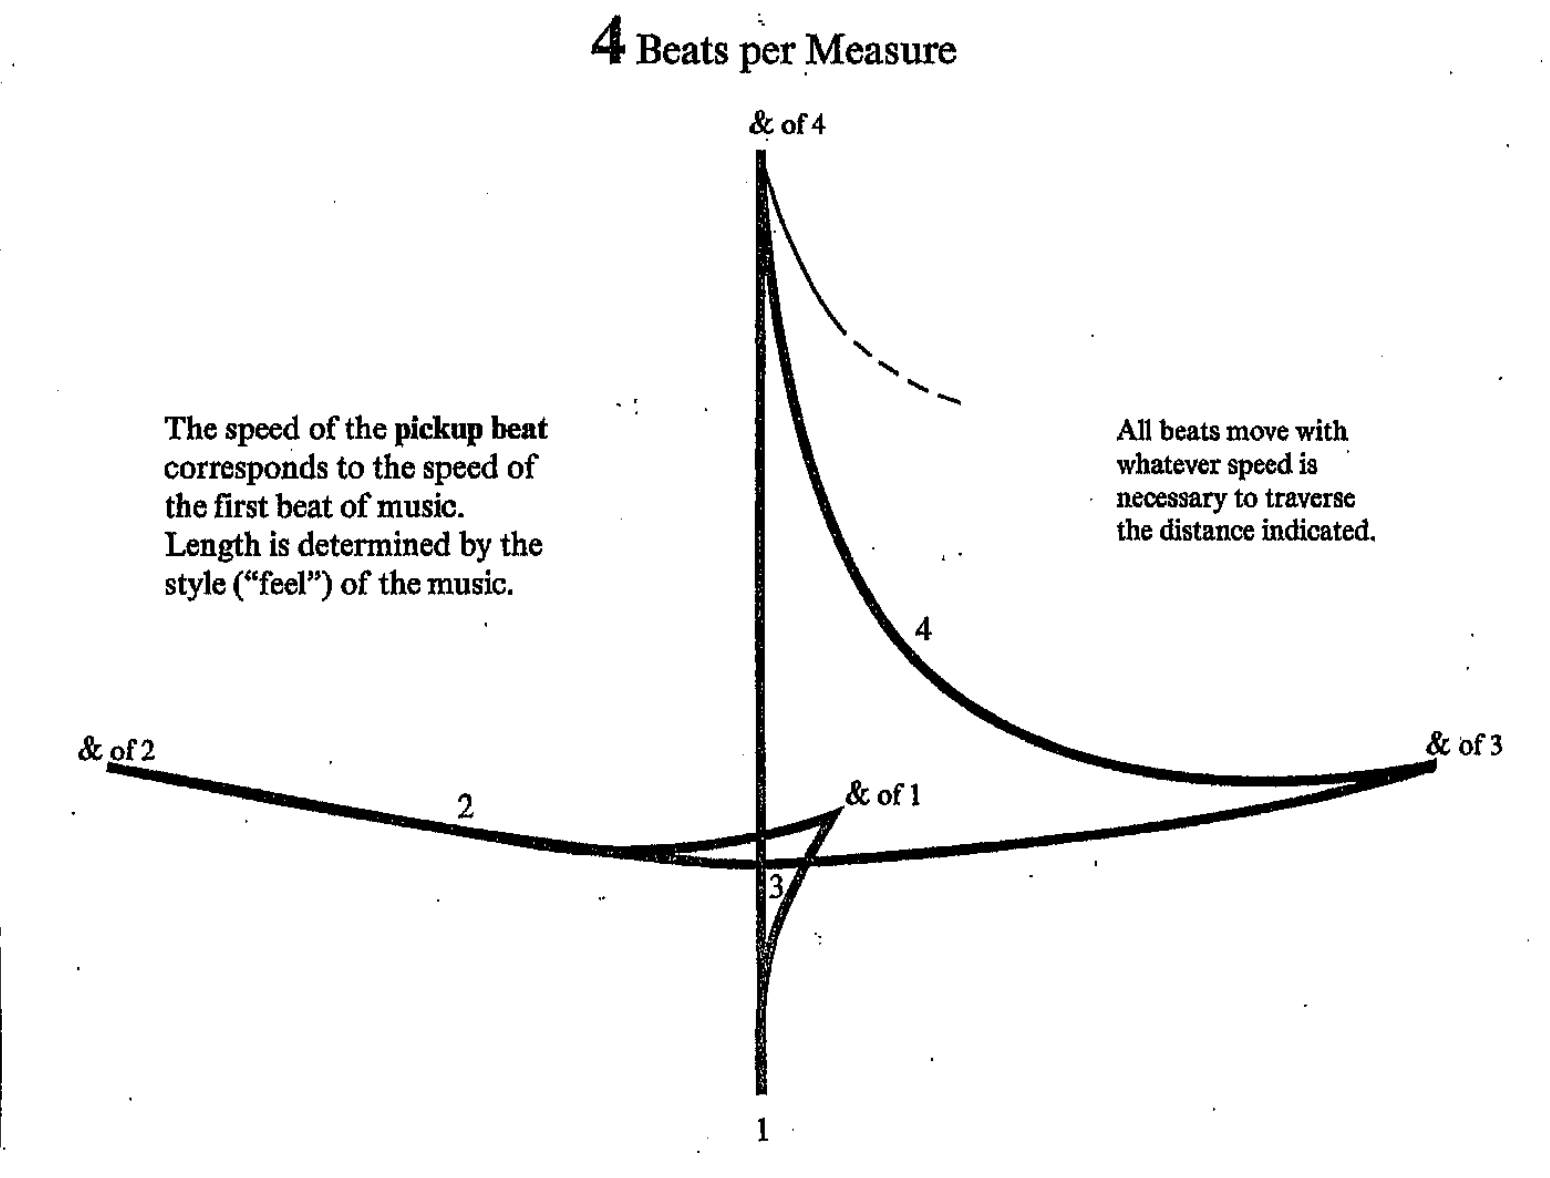 4 Beats per Measure
& of 4
The speed of the pickup beat
corresponds to the speed of
the first beat of music.
Length is determined by the
style (“feel”) of the music.
All beats move with
whatever speed is
necessary to traverse
the distance indicated.
4
& of 2
& of 3
2
& of 1
3
1